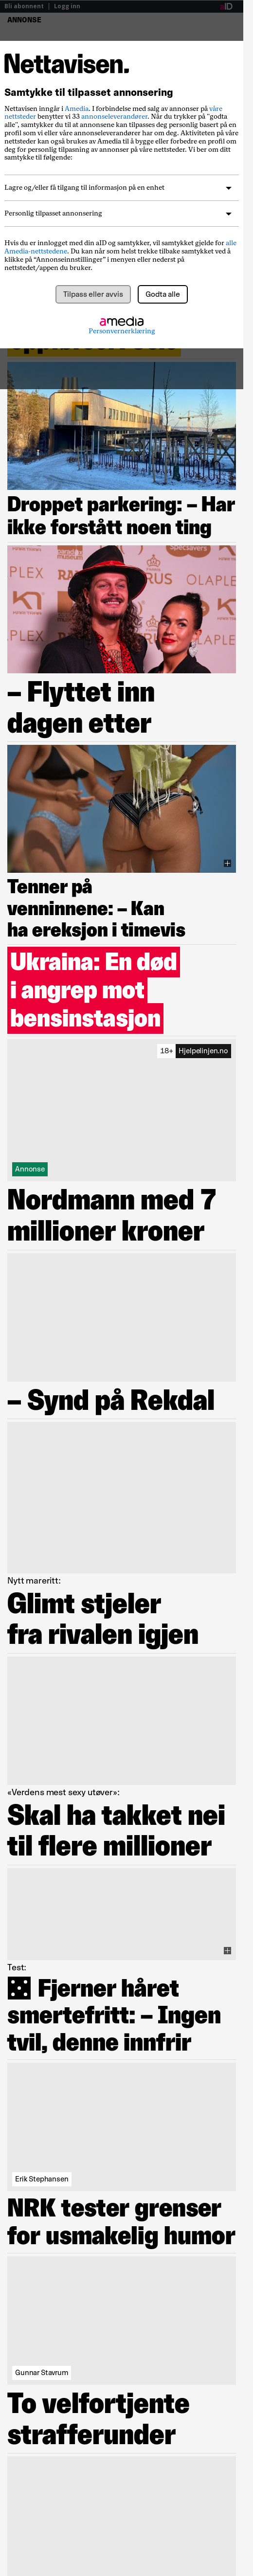 Bli abonnent | Logg inn
aID
ANNONSE
Nettavisen.
Samtykke til tilpasset annonsering
Nettavisen inngår i Amedia. I forbindelse med salg av annonser på våre
nettsteder benytter vi 33 annonseleverandører. Når du trykker på "godta
alle", samtykker du til at annonsene kan tilpasses deg personlig basert på en
profil som vi eller våre annonseleverandører har om deg. Aktiviteten på våre
nettsteder kan også brukes av Amedia til å bygge eller forbedre en profil om
deg for personlig tilpasning av annonser på våre nettsteder. Vi ber om ditt
samtykke til følgende:
Lagre og/eller få tilgang til informasjon på en enhet
Personlig tilpasset annonsering
Hvis du er innlogget med din aID og samtykker, vil samtykket gjelde for alle
Amedia-nettstedene. Du kan når som helst trekke tilbake samtykket ved å
klikke på “Annonseinnstillinger” i menyen eller nederst på
nettstedet/appen du bruker.
Tilpass eller avvis
Godta alle
amedia
Personvernerklæring
Droppet parkering: – Har
ikke forstått noen ting
– Flyttet inn
dagen etter
Tenner på
venninnene: – Kan
ha ereksjon i timevis
Ukraina: En død
i angrep mot
bensinstasjon
18+ Hjelpelinjen.no
Annonse
Nordmann med 7
millioner kroner
– Synd på Rekdal
Nytt mareritt:
Glimt stjeler
fra rivalen igjen
«Verdens mest sexy utøver»:
Skal ha takket nei
til flere millioner
Test:
Fjerner håret
smertefritt: – Ingen
tvil, denne innfrir
Erik Stephansen
NRK tester grenser
for usmakelig humor
Gunnar Stavrum
To velfortjente
strafferunder